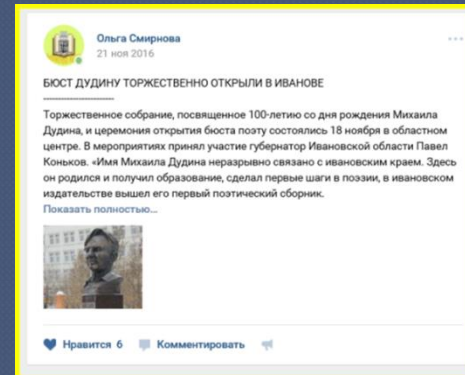 Ольга Смирнова
21 ноя 2016
БЮСТ ДУДИНУ ТОРЖЕСТВЕННО ОТКРЫЛИ В ИВАНОВЕ
-----------------------
Торжественное собрание, посвященное 100-летию со дня рождения Михаила
Дудина, и церемония открытия бюста поэту состоялись 18 ноября в областном
центре. В мероприятиях принял участие губернатор Ивановской области Павел
Коньков. «Имя Михаила Дудина неразрывно связано с ивановским краем. Здесь
он родился и получил образование, сделал первые шаги в поэзии, в ивановском
издательстве вышел его первый поэтический сборник.
Показать полностью...
Нравится 6 Комментировать